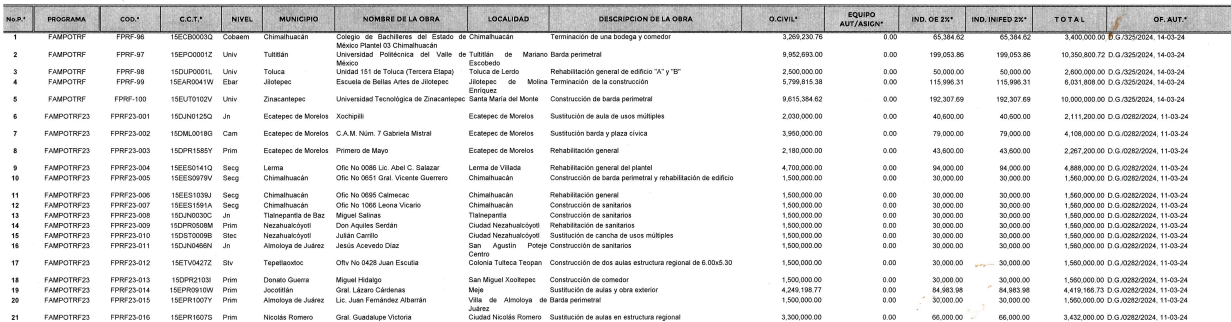 No.P.* PROGRAMA COD.* C.C.T.* NIVEL MUNICIPIO NOMBRE DE LA OBRA LOCALIDAD DESCRIPCION DE LA OBRA O.CIVIL* EQUIPO AUT/ASIGN* IND. OE 2%* IND. INIFED 2%* T O T A L OF. AUT.*
1 FAMPOTRF FPRF-96 15ECB0003Q Cobaem Chimalhuacán Colegio de Bachilleres del Estado de Chimalhuacán Terminación de una bodega y comedor 3,269,230.76 0.00 65,384.62 65,384.62 3,400,000.00 D.G./325/2024, 14-03-24
México Plantel 03 Chimalhuacán
2 FAMPOTRF FPRF-97 15EPO0001Z Univ Tultitlán Universidad Politécnica del Valle de Tultitlán de Mariano Barda perimetral 9,952,693.00 0.00 199,053.86 199,053.86 10,350,800.72 D.G./325/2024, 14-03-24
México Escobedo
3 FAMPOTRF FPRF-98 15DUP0001L Univ Toluca Unidad 151 de Toluca (Tercera Etapa) Toluca de Lerdo Rehabilitación general de edificio "A" y "B" 2,500,000.00 0.00 50,000.00 50,000.00 2,600,000.00 D.G./325/2024, 14-03-24
4 FAMPOTRF FPRF-99 15EAR0041W Ebar Jilotepec Escuela de Bellas Artes de Jilotepec Jilotepec de Molina Terminación de la construcción 5,799,815.38 0.00 115,996.31 115,996.31 6,031,808.00 D.G./325/2024, 14-03-24
Enríquez
5 FAMPOTRF FPRF-100 15EUT0102V Univ Zinacantepec Universidad Tecnológica de Zinacantepec Santa María del Monte Construcción de barda perimetral 9,615,384.62 0.00 192,307.69 192,307.69 10,000,000.00 D.G./325/2024, 14-03-24
6 FAMPOTRF23 FPRF23-001 15DJN0125Q Jn Ecatepec de Morelos Xochipilli Ecatepec de Morelos Sustitución de aula de usos múltiples 2,030,000.00 0.00 40,600.00 40,600.00 2,111,200.00 D.G./0282/2024, 11-03-24
7 FAMPOTRF23 FPRF23-002 15DML0018G Cam Ecatepec de Morelos C.A.M. Núm. 7 Gabriela Mistral Ecatepec de Morelos Sustitución barda y plaza cívica 3,950,000.00 0.00 79,000.00 79,000.00 4,108,000.00 D.G./0282/2024, 11-03-24
8 FAMPOTRF23 FPRF23-003 15DPR1585Y Prim Ecatepec de Morelos Primero de Mayo Ecatepec de Morelos Rehabilitación general 2,180,000.00 0.00 43,600.00 43,600.00 2,267,200.00 D.G./0282/2024, 11-03-24
9 FAMPOTRF23 FPRF23-004 15EES0141Q Secg Lerma Ofic No 0086 Lic. Abel C. Salazar Lerma de Villada Rehabilitación general del plantel 4,700,000.00 0.00 94,000.00 94,000.00 4,888,000.00 D.G./0282/2024, 11-03-24
10 FAMPOTRF23 FPRF23-005 15EES0979V Secg Chimalhuacán Ofic No 0651 Gral. Vicente Guerrero Chimalhuacán Construcción de barda perimetral y rehabilitación de edificio 1,500,000.00 0.00 30,000.00 30,000.00 1,560,000.00 D.G./0282/2024, 11-03-24
11 FAMPOTRF23 FPRF23-006 15EES1039J Secg Chimalhuacán Ofic No 0695 Calmecac Chimalhuacán Rehabilitación general 1,500,000.00 0.00 30,000.00 30,000.00 1,560,000.00 D.G./0282/2024, 11-03-24
12 FAMPOTRF23 FPRF23-007 15EES1591A Secg Chimalhuacán Ofic No 1066 Leona Vicario Chimalhuacán Construcción de sanitarios 1,500,000.00 0.00 30,000.00 30,000.00 1,560,000.00 D.G./0282/2024, 11-03-24
13 FAMPOTRF23 FPRF23-008 15DJN0030C Jn Tlalnepantla de Baz Miguel Salinas Tlalnepantla Construcción de sanitarios 1,500,000.00 0.00 30,000.00 30,000.00 1,560,000.00 D.G./0282/2024, 11-03-24
14 FAMPOTRF23 FPRF23-009 15DPR0508M Prim Nezahualcóyotl Don Aquiles Serdán Ciudad Nezahualcóyotl Rehabilitación de sanitarios 1,500,000.00 0.00 30,000.00 30,000.00 1,560,000.00 D.G./0282/2024, 11-03-24
15 FAMPOTRF23 FPRF23-010 15DST0009B Stec Nezahualcóyotl Julián Carrillo Ciudad Nezahualcóyotl Sustitución de cancha de usos múltiples 1,500,000.00 0.00 30,000.00 30,000.00 1,560,000.00 D.G./0282/2024, 11-03-24
16 FAMPOTRF23 FPRF23-011 15DJN0466N Jn Almoloya de Juárez Jesús Acevedo Díaz San Agustín Poteje Construcción de sanitarios 1,500,000.00 0.00 30,000.00 30,000.00 1,560,000.00 D.G./0282/2024, 11-03-24
Centro
17 FAMPOTRF23 FPRF23-012 15ETV0427Z Stv Tepetlaoxtoc Oftv No 0428 Juan Escutia Colonia Tulteca Teopan Construcción de dos aulas estructura regional de 6.00x5.30 1,500,000.00 0.00 30,000.00 30,000.00 1,560,000.00 D.G./0282/2024, 11-03-24
18 FAMPOTRF23 FPRF23-013 15DPR2103I Prim Donato Guerra Miguel Hidalgo San Miguel Xooltepec Construcción de comedor 1,500,000.00 0.00 30,000.00 30,000.00 1,560,000.00 D.G./0282/2024, 11-03-24
19 FAMPOTRF23 FPRF23-014 15EPR0910W Prim Jocotitlán Gral. Lázaro Cárdenas Meje Sustitución de aulas y obra exterior 4,249,198.77 0.00 84,983.98 84,983.98 4,419,166.73 D.G./0282/2024, 11-03-24
20 FAMPOTRF23 FPRF23-015 15EPR1007Y Prim Almoloya de Juárez Lic. Juan Fernández Albarrán Villa de Almoloya de Barda perimetral 1,500,000.00 0.00 30,000.00 30,000.00 1,560,000.00 D.G./0282/2024, 11-03-24
Juárez
21 FAMPOTRF23 FPRF23-016 15EPR1607S Prim Nicolás Romero Gral. Guadalupe Victoria Ciudad Nicolás Romero Sustitución de aulas en estructura regional 3,300,000.00 0.00 66,000.00 66,000.00 3,432,000.00 D.G./0282/2024, 11-03-24